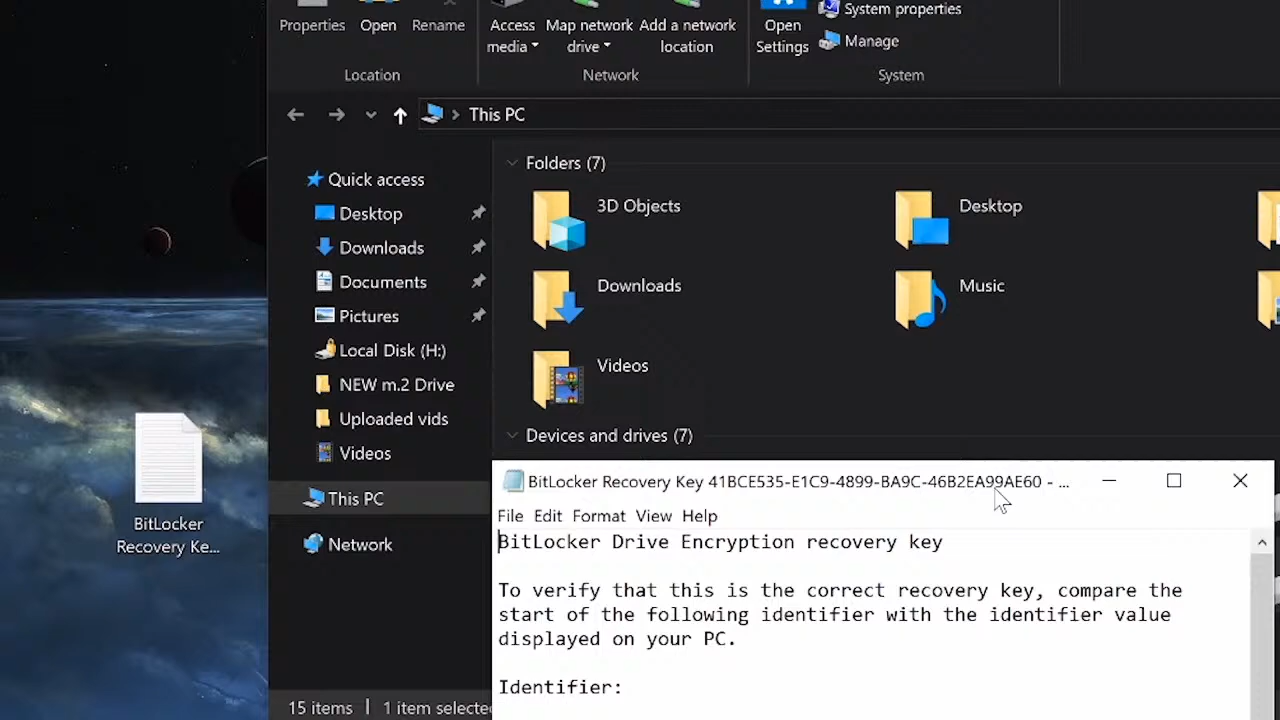 Properties
Open
Rename
Access media
Map network drive
Add a network location
Open Settings
System properties
Manage
Location
Network
System
This PC
Quick access
Desktop
Downloads
Documents
Pictures
Local Disk (H:)
NEW m.2 Drive
Uploaded vids
Videos
This PC
Network
Folders (7)
3D Objects
Desktop
Downloads
Music
Videos
Devices and drives (7)
BitLocker
Recovery Ke...
BitLocker Recovery Key 41BCE535-E1C9-4899-BA9C-46B2EA99AE60 - ...
File Edit Format View Help
BitLocker Drive Encryption recovery key
To verify that this is the correct recovery key, compare the
start of the following identifier with the identifier value
displayed on your PC.
Identifier:
15 items
1 item selected